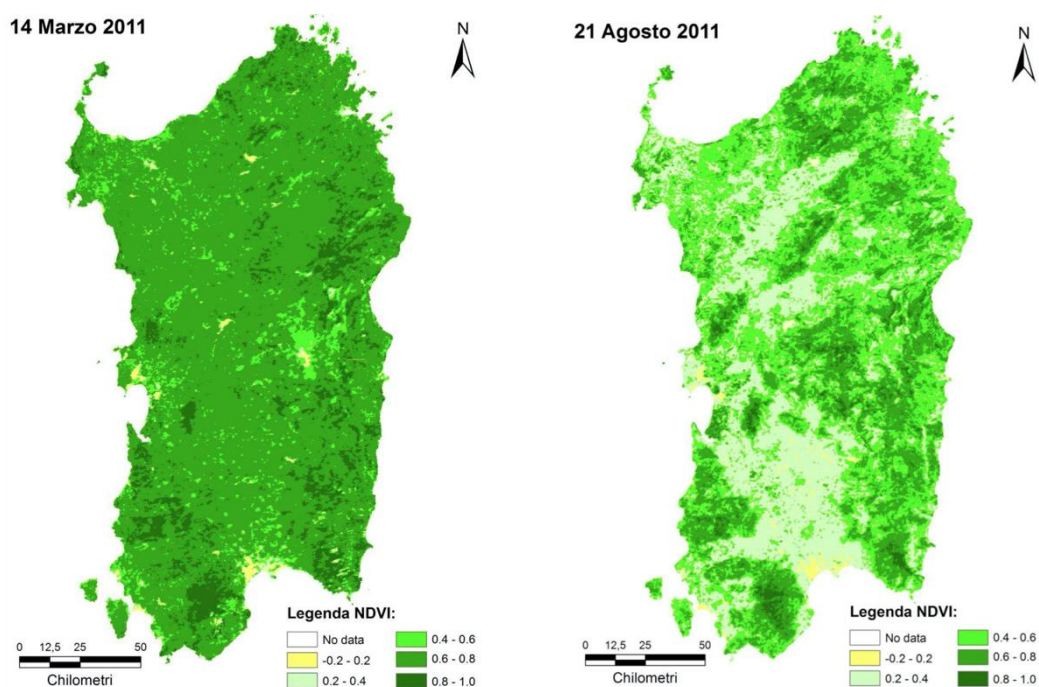 14 Marzo 2011
N
Legenda NDVI:
No data
-0.2 - 0.2
0.2 - 0.4
0.4 - 0.6
0.6 - 0.8
0.8 - 1.0
0 12,5 25 50
Chilometri
21 Agosto 2011
N
Legenda NDVI:
No data
-0.2 - 0.2
0.2 - 0.4
0.4 - 0.6
0.6 - 0.8
0.8 - 1.0
0 12,5 25 50
Chilometri